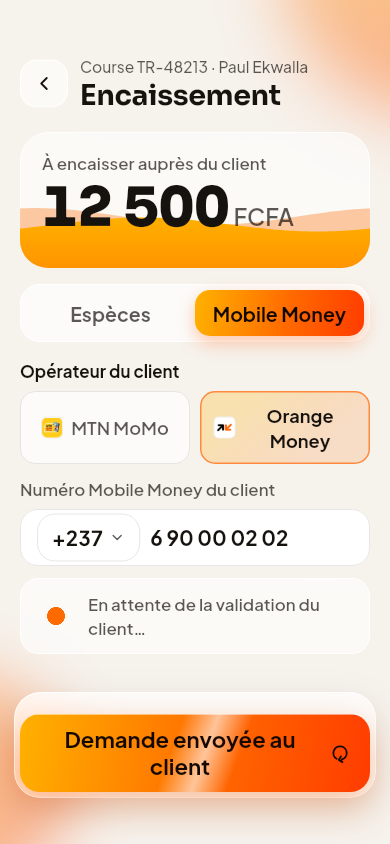 Course TR-48213 · Paul Ekwalla
Encaissement
À encaisser auprès du client
12 500 FCFA
Espèces
Mobile Money
Opérateur du client
MTN MoMo
Orange
Money
Numéro Mobile Money du client
+237
6 90 00 02 02
En attente de la validation du
client…
Demande envoyée au
client